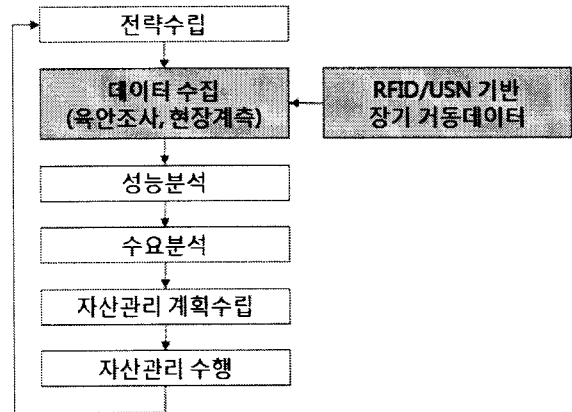 전략수립
데이터 수집
(육안조사, 현장계측)
RFID/USN 기반
장기 거동데이터
성능분석
수요분석
자산관리 계획수립
자산관리 수행